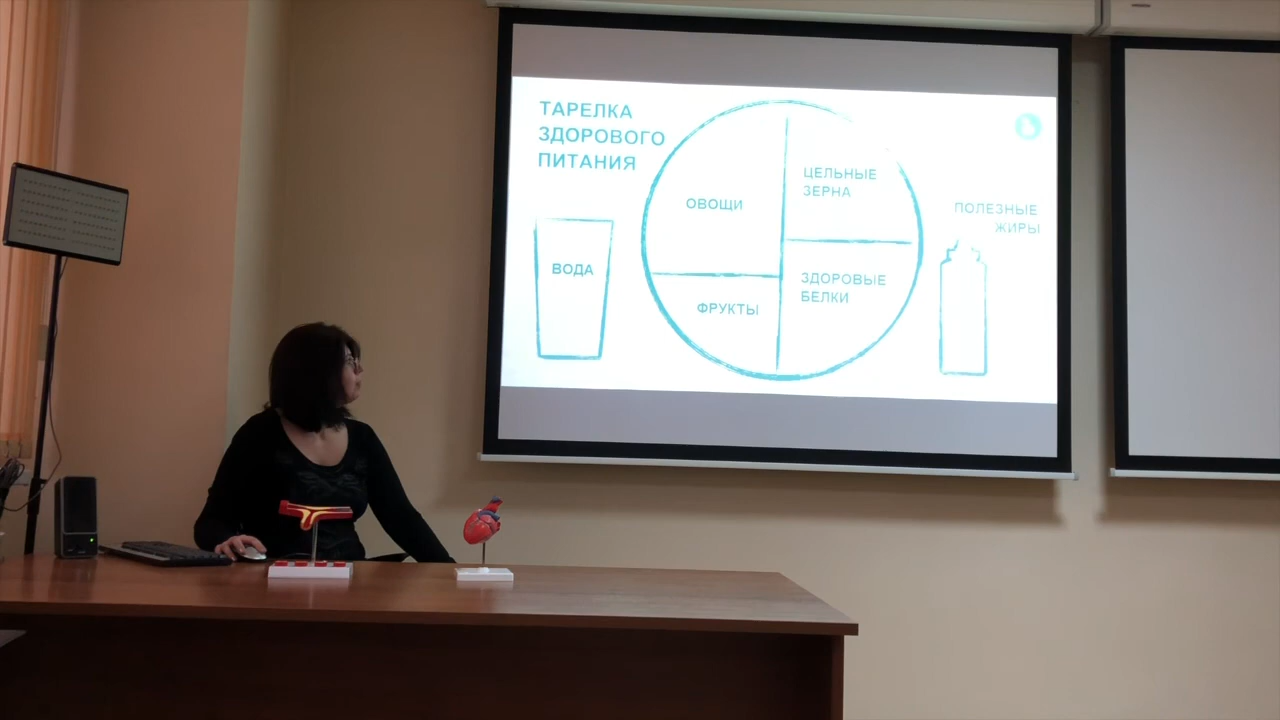 ТАРЕЛКА
ЗДОРОВОГО
ПИТАНИЯ
ВОДА
ОВОЩИ
ФРУКТЫ
ЦЕЛЬНЫЕ
ЗЕРНА
ЗДОРОВЫЕ
БЕЛКИ
ПОЛЕЗНЫЕ
ЖИРЫ